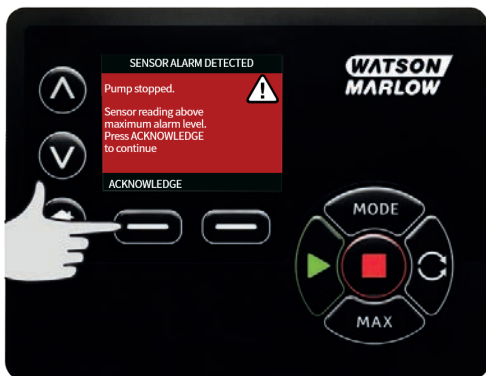 SENSOR ALARM DETECTED
Pump stopped.
Sensor reading above
maximum alarm level.
Press ACKNOWLEDGE
to continue
ACKNOWLEDGE
WATSON
MARLOW
MODE
MAX